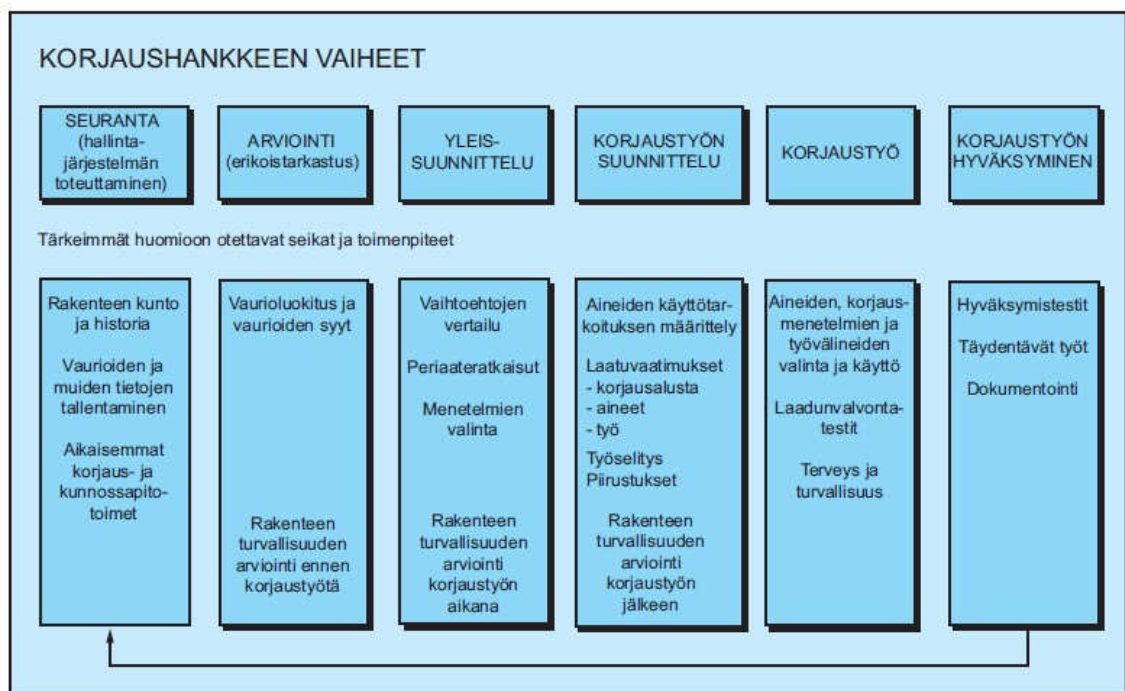 KORJAUSHANKKEEN VAIHEET
SEURANTA
(hallinta-
järjestelmän
toteuttaminen)
ARVIOINTI
(erikoistarkastus)
YLEIS-
SUUNNITTELU
KORJAUSTYÖN
SUUNNITTELU
KORJAUSTYÖ
KORJAUSTYÖN
HYVÄKSYMINEN
Tärkeimmät huomioon otettavat seikat ja toimenpiteet
Rakenteen kunto
ja historia
Vaurioiden ja
muiden tietojen
tallentaminen
Aikaisemmat
korjaus- ja
kunnossapito-
toimet
Vaurioluokitus ja
vaurioiden syyt
Rakenteen
turvallisuuden
arviointi ennen
korjaustyötä
Vaihtoehtojen
vertailu
Periaateratkaisut
Menetelmien
valinta
Rakenteen
turvallisuuden
arviointi
korjaustyön
aikana
Aineiden käyttötar-
koituksen määrittely
Laatuvaatimukset
- korjausalusta
- aineet
- työ
Työselitys
Piirustukset
Rakenteen
turvallisuuden
arviointi
korjaustyön
jälkeen
Aineiden, korjaus-
menetelmien ja
työvälineiden
valinta ja käyttö
Laadunvalvonta-
testit
Terveys ja
turvallisuus
Hyväksymistestit
Täydentävät työt
Dokumentointi